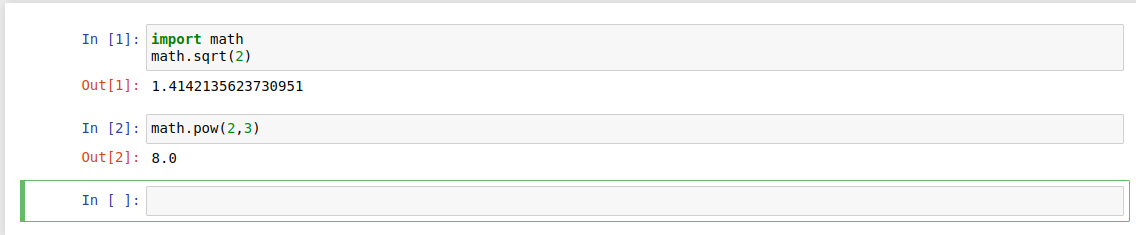 In [1]: import math
math.sqrt(2)
Out[1]: 1.4142135623730951
In [2]: math.pow(2,3)
Out[2]: 8.0
In [ ]: